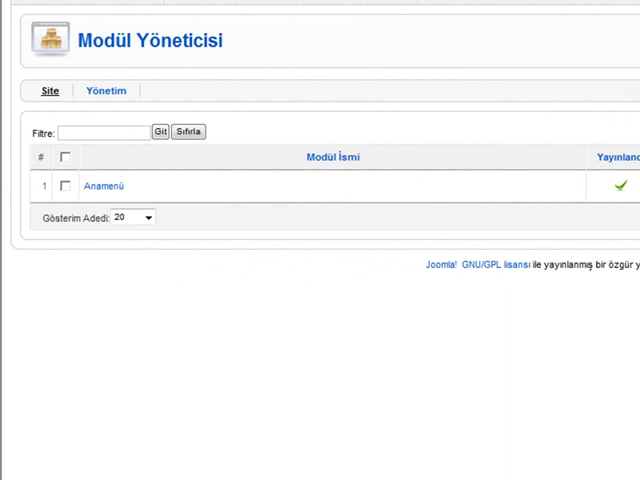 Modül Yöneticisi
Site Yönetim
Filtre: Git Sıfırla
# Modül İsmi Yayınlanc
1 Anamenü
Gösterim Adedi: 20
Joomla! GNU/GPL lisansı ile yayınlanmış bir özgür y